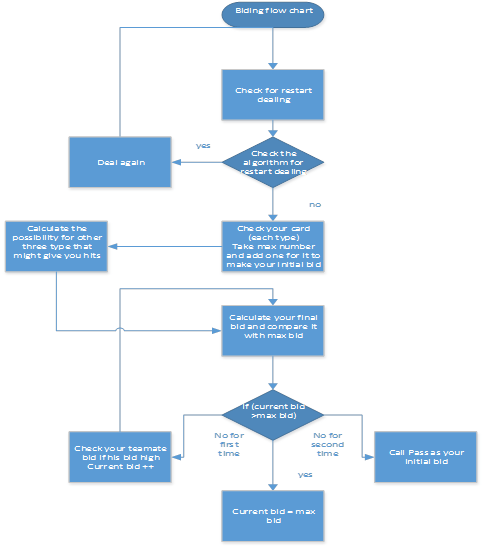 Biding flow chart
Check for restart
dealing
yes
Check the
algorithm for
restart dealing
Deal again
no
Calculate the
possibility for other
three type that
might give you hits
Check your card
(each type)
Take max number
and add one for it to
make your initial bid
Calculate your final
bid and compare it
with max bid
if (current bid
>max bid)
No for
first
time
No for
second
time
Check your teamate
bid if his bid high
Current bid ++
Call Pass as your
initial bid
yes
Current bid = max
bid